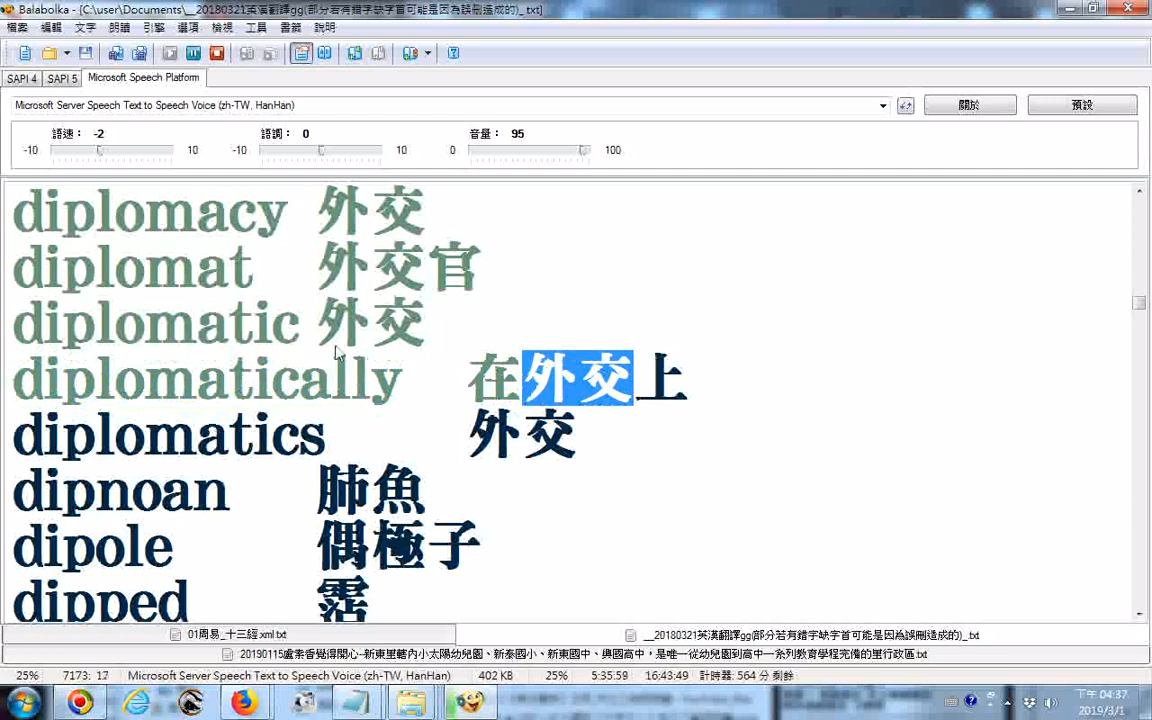 Balabolka - [C:\user\Documents\__20180321英漢翻譯gg(部分若有錯字缺字首可能是因為誤刪造成的)_.txt]
檔案 編輯 文字 朗讀 引擎 選項 檢視 工具 書籤 說明
SAPI 4 SAPI 5 Microsoft Speech Platform
Microsoft Server Speech Text to Speech Voice (zh-TW, HanHan) 關於 預設
語速： -2 語調： 0 音量： 95
-10 10 -10 10 0 100
diplomacy 外交
diplomat 外交官
diplomatic 外交
diplomatically 在外交上
diplomatics 外交
dipnoan 肺魚
dipole 偶極子
dipped 霑
01周易_十三經.xml.txt __20180321英漢翻譯gg(部分若有錯字缺字首可能是因為誤刪造成的)_.txt
20190115盧素香覺得開心-新東里轄內小太陽幼兒園、新泰國小、新東國中、興國高中，是唯一從幼兒園到高中一系列教育學程完備的里行政區.txt
25% 7173: 17 Microsoft Server Speech Text to Speech Voice (zh-TW, HanHan) 402 KB 25% 5:35:59 16:43:49 計時器: 564 分 剩餘
下午 04:37
2019/3/1